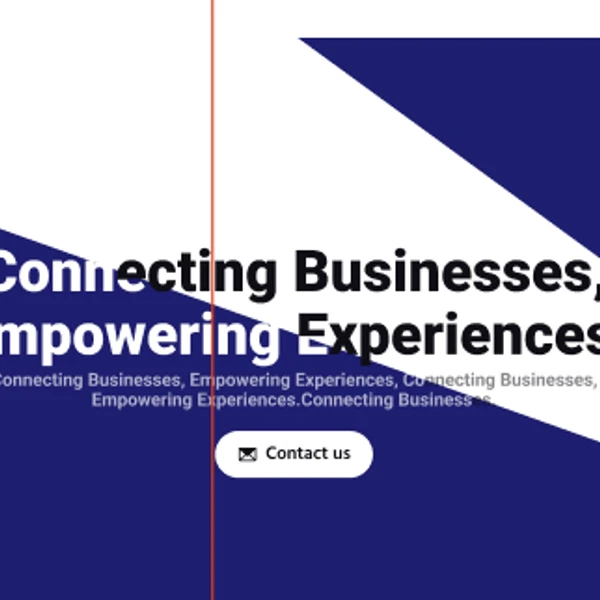 Connecting Businesses,
mpowering Experiences
Connecting Businesses, Empowering Experiences, Connecting Businesses,
Empowering Experiences.Connecting Businesses.
Contact us